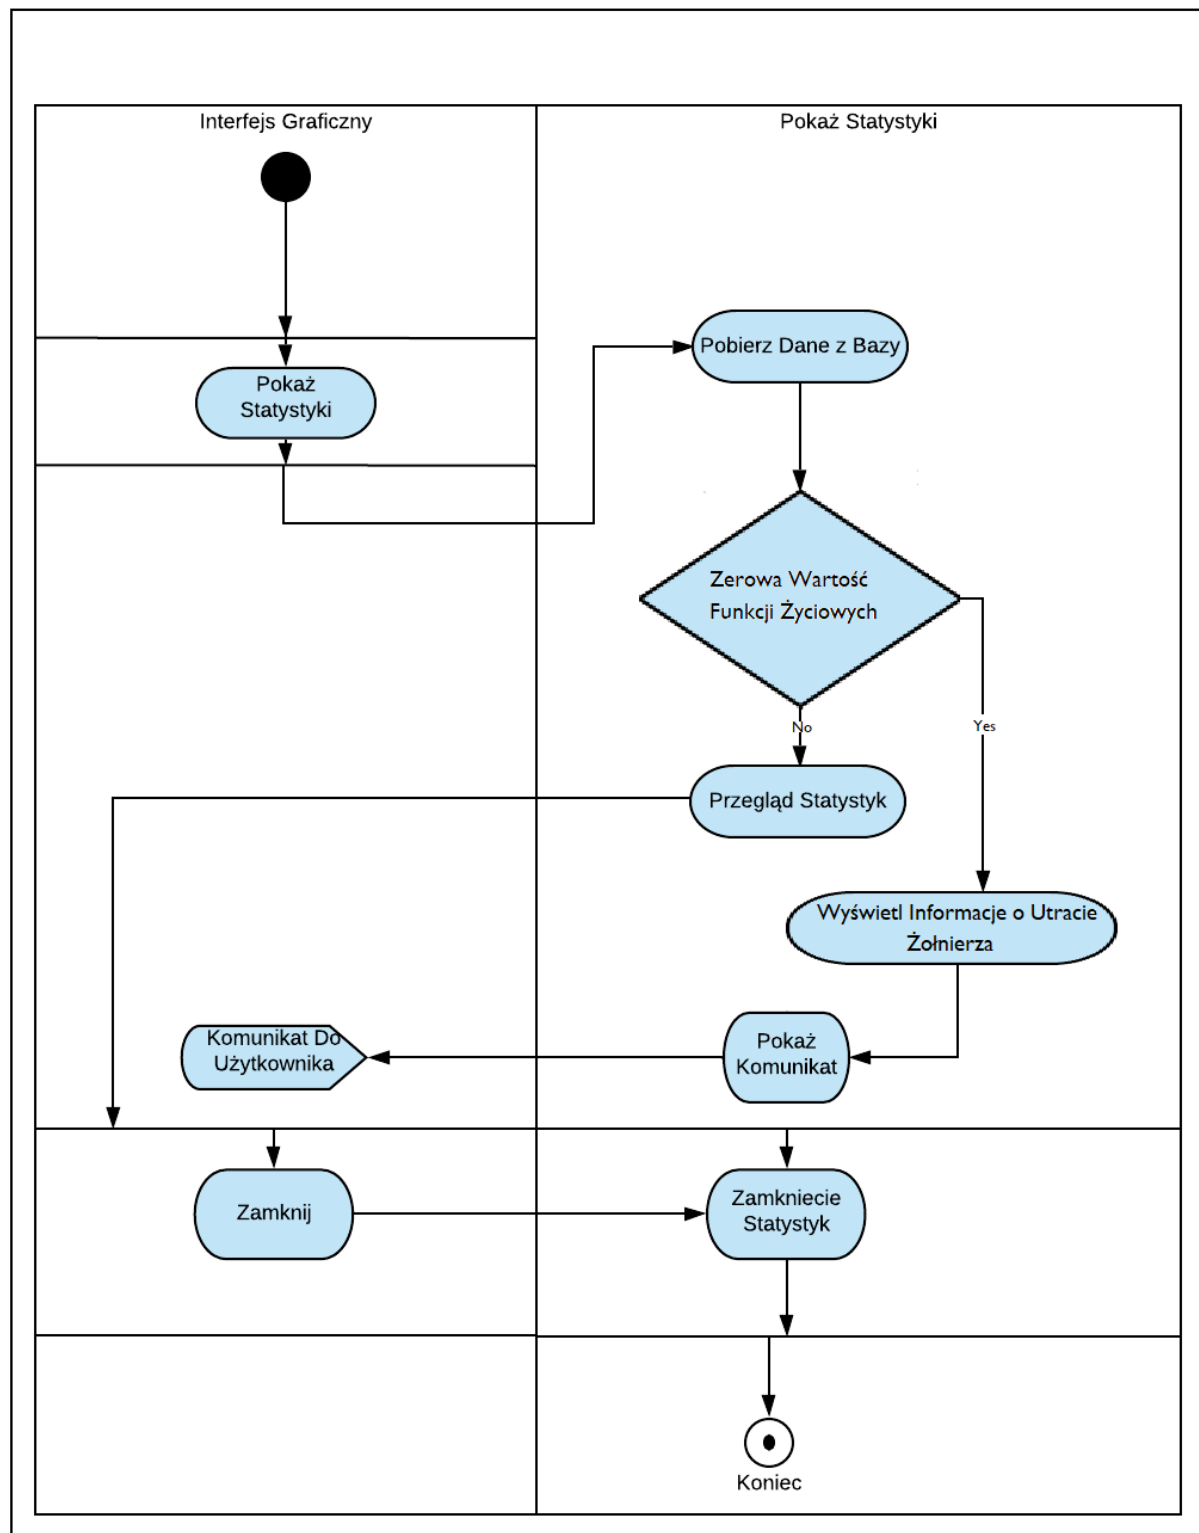 Interfejs Graficzny
Pokaż Statystyki
Pokaż
Statystyki
Pobierz Dane z Bazy
Zerowa Wartość
Funkcji Życiowych
No
Yes
Przegląd Statystyk
Wyświetl Informacje o Utracie
Żołnierza
Komunikat Do
Użytkownika
Pokaż
Komunikat
Zamknij
Zamkniecie
Statystyk
Koniec